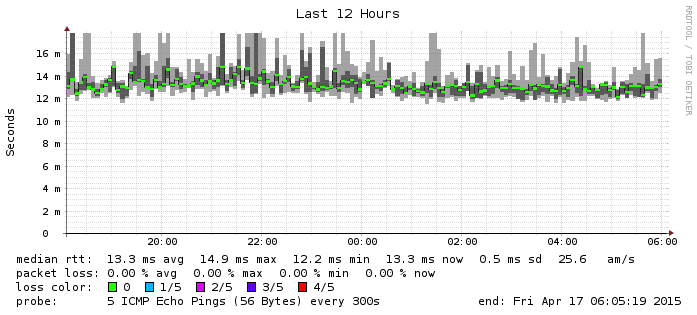 Last 12 Hours
RRDTOOL / TOBI OETIKER
Seconds
16 m
14 m
12 m
10 m
8 m
6 m
4 m
2 m
0
20:00 22:00 00:00 02:00 04:00 06:00
median rtt: 13.3 ms avg 14.9 ms max 12.2 ms min 13.3 ms now 0.5 ms sd 25.6 am/s
packet loss: 0.00 % avg 0.00 % max 0.00 % min 0.00 % now
loss color: 0 1/5 2/5 3/5 4/5
probe: 5 ICMP Echo Pings (56 Bytes) every 300s end: Fri Apr 17 06:05:19 2015